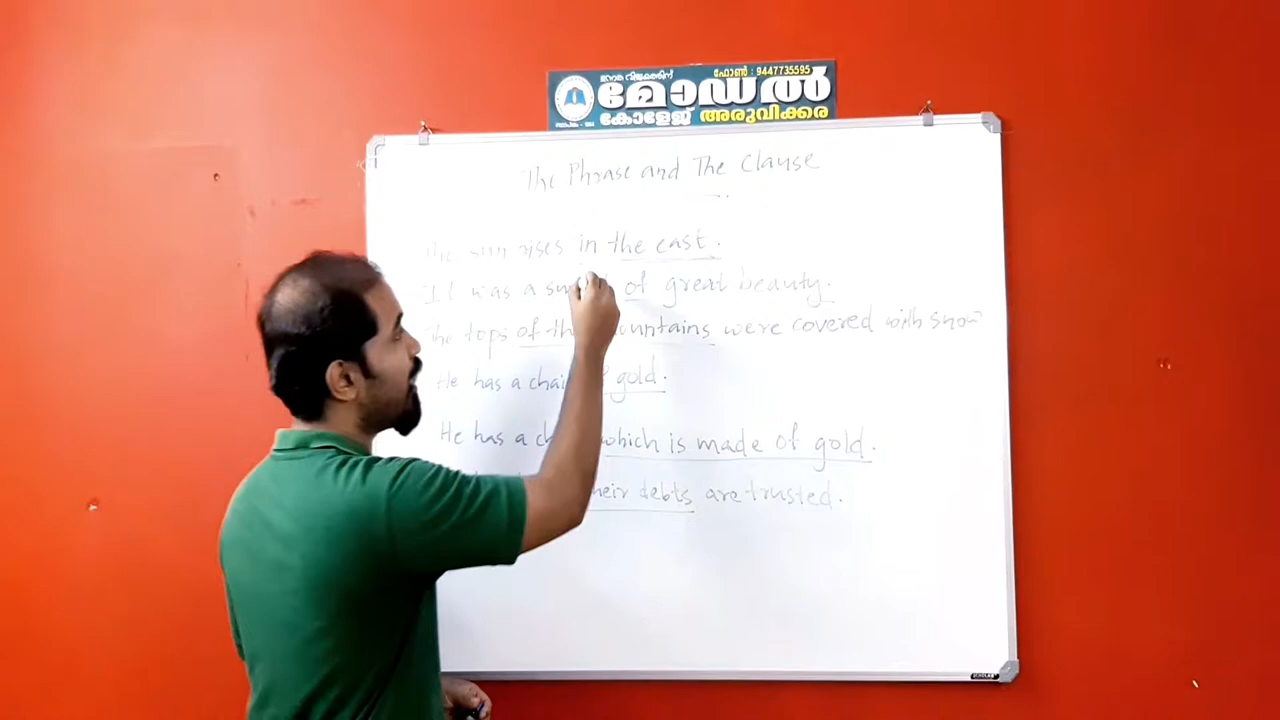 ഫോൺ : 9447735595
മോഡൽ
കോളേജ് അരുവിക്കര
The Phrase and The Clause
The sun rises in the east.
It was a of great beauty.
The tops of the mountains were covered with snow
He has a chain of gold.
He has a which is made of gold.
their debts are trusted.